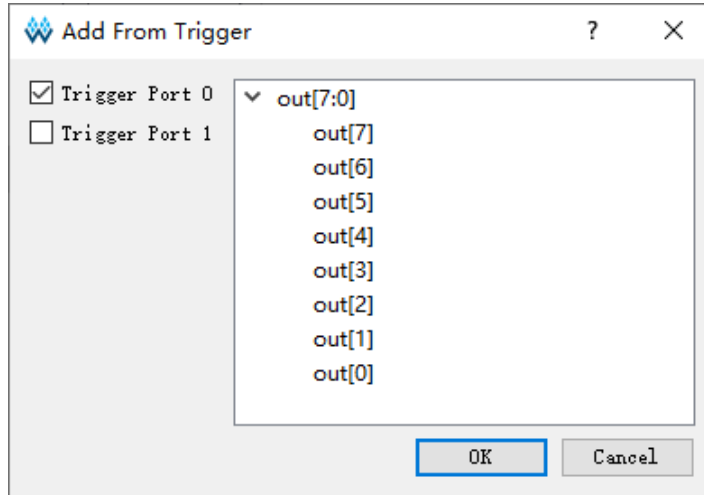 Add From Trigger
Trigger Port 0
Trigger Port 1
out[7:0]
out[7]
out[6]
out[5]
out[4]
out[3]
out[2]
out[1]
out[0]
OK
Cancel